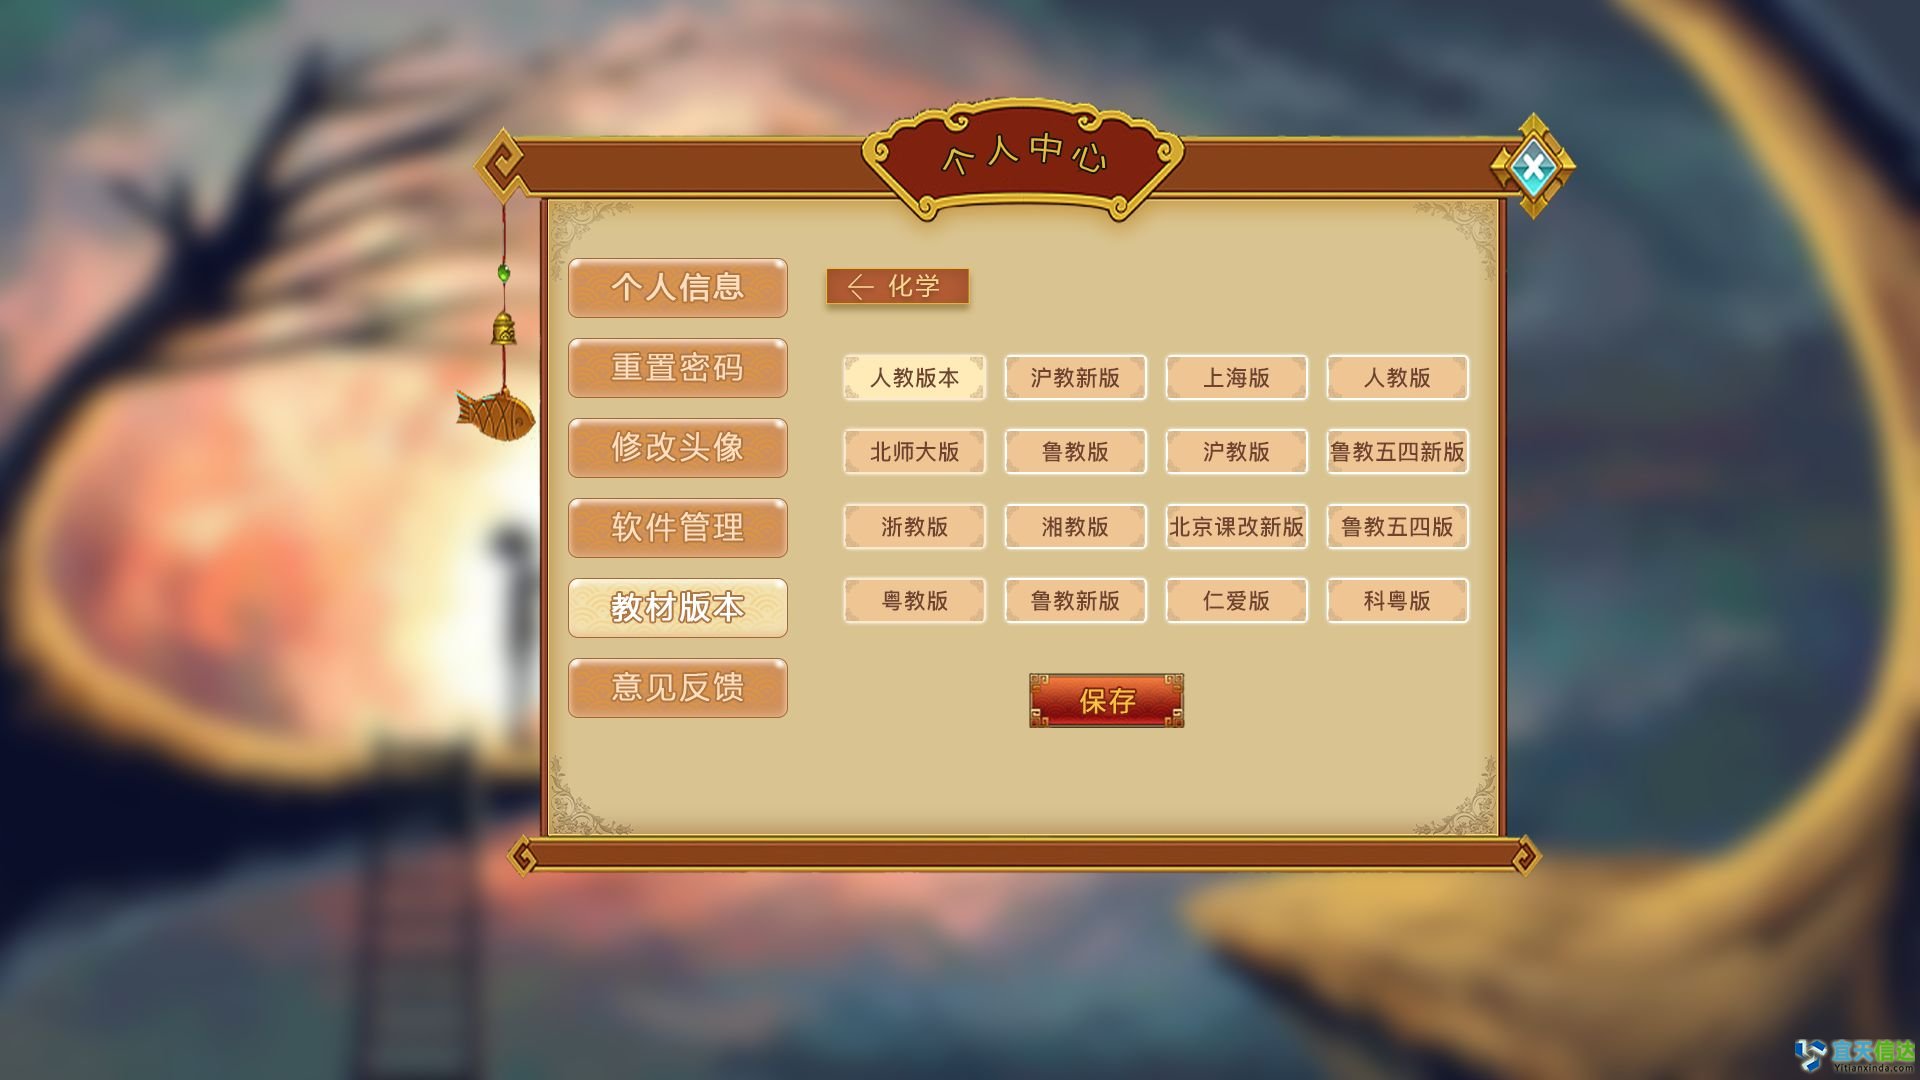 个人中心
个人信息
重置密码
修改头像
软件管理
教材版本
意见反馈
← 化学
人教版本 沪教新版 上海版 人教版
北师大版 鲁教版 沪教版 鲁教五四新版
浙教版 湘教版 北京课改新版 鲁教五四版
粤教版 鲁教新版 仁爱版 科粤版
保存
宜天信达
Yitianxinda.com